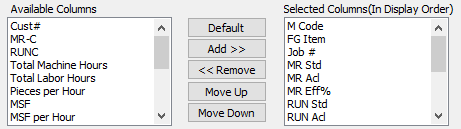 Available Columns
Cust#
MR-C
RUNC
Total Machine Hours
Total Labor Hours
Pieces per Hour
MSF
MSF per Hour
Default
Add >>
<< Remove
Move Up
Move Down
Selected Columns(In Display Order)
M Code
FG Item
Job #
MR Std
MR Acl
MR Eff%
RUN Std
RUN Acl